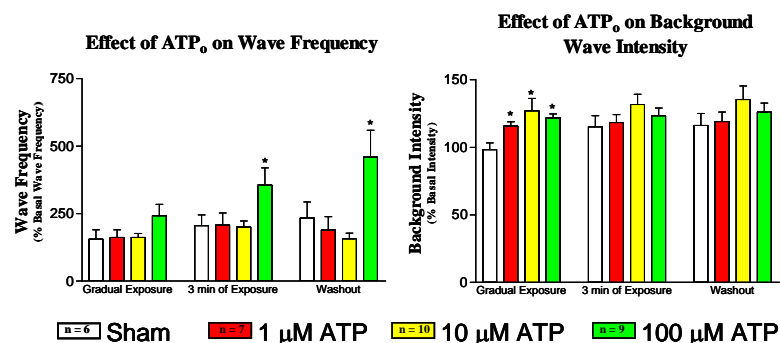 Effect of ATPo on Wave Frequency
Wave Frequency
(% Basal Wave Frequency)
750
500
250
0
*
*
Gradual Exposure 3 min of Exposure Washout
Effect of ATPo on Background
Wave Intensity
Background Intensity
(% Basal Intensity)
150
100
50
0
* * *
Gradual Exposure 3 min of Exposure Washout
n = 6 Sham n = 7 1 µM ATP n = 10 10 µM ATP n = 9 100 µM ATP